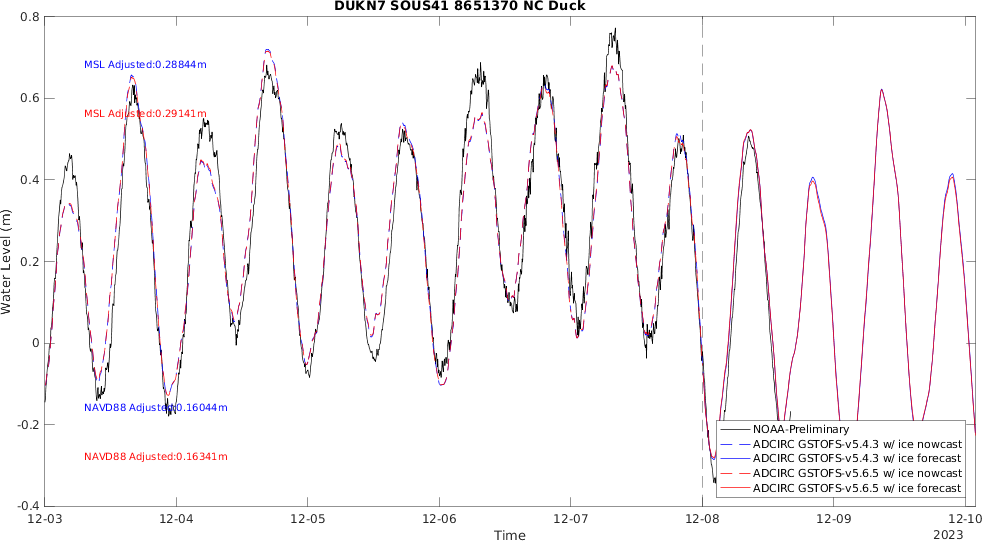 DUKN7 SOUS41 8651370 NC Duck
0.8
0.6
0.4
0.2
0
-0.2
-0.4
Water Level (m)
MSL Adjusted:0.28844m
MSL Adjusted:0.29141m
NAVD88 Adjusted:0.16044m
NAVD88 Adjusted:0.16341m
NOAA-Preliminary
ADCIRC GSTOFS-v5.4.3 w/ ice nowcast
ADCIRC GSTOFS-v5.4.3 w/ ice forecast
ADCIRC GSTOFS-v5.6.5 w/ ice nowcast
ADCIRC GSTOFS-v5.6.5 w/ ice forecast
12-03 12-04 12-05 12-06 12-07 12-08 12-09 12-10
Time
2023